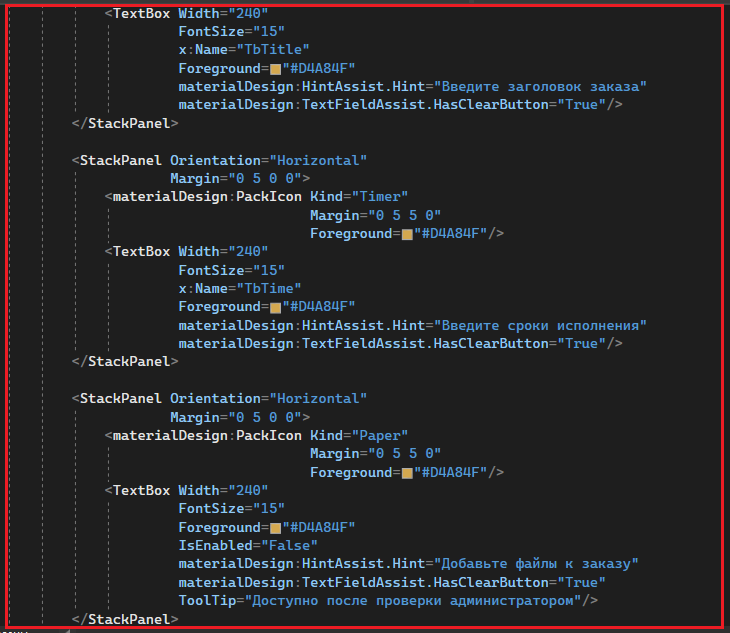 <TextBox Width="240"
FontSize="15"
x:Name="TbTitle"
Foreground="#D4A84F"
materialDesign:HintAssist.Hint="Введите заголовок заказа"
materialDesign:TextFieldAssist.HasClearButton="True"/>
</StackPanel>
<StackPanel Orientation="Horizontal"
Margin="0 5 0 0">
<materialDesign:PackIcon Kind="Timer"
Margin="0 5 5 0"
Foreground="#D4A84F"/>
<TextBox Width="240"
FontSize="15"
x:Name="TbTime"
Foreground="#D4A84F"
materialDesign:HintAssist.Hint="Введите сроки исполнения"
materialDesign:TextFieldAssist.HasClearButton="True"/>
</StackPanel>
<StackPanel Orientation="Horizontal"
Margin="0 5 0 0">
<materialDesign:PackIcon Kind="Paper"
Margin="0 5 5 0"
Foreground="#D4A84F"/>
<TextBox Width="240"
FontSize="15"
Foreground="#D4A84F"
IsEnabled="False"
materialDesign:HintAssist.Hint="Добавьте файлы к заказу"
materialDesign:TextFieldAssist.HasClearButton="True"
ToolTip="Доступно после проверки администратором"/>
</StackPanel>